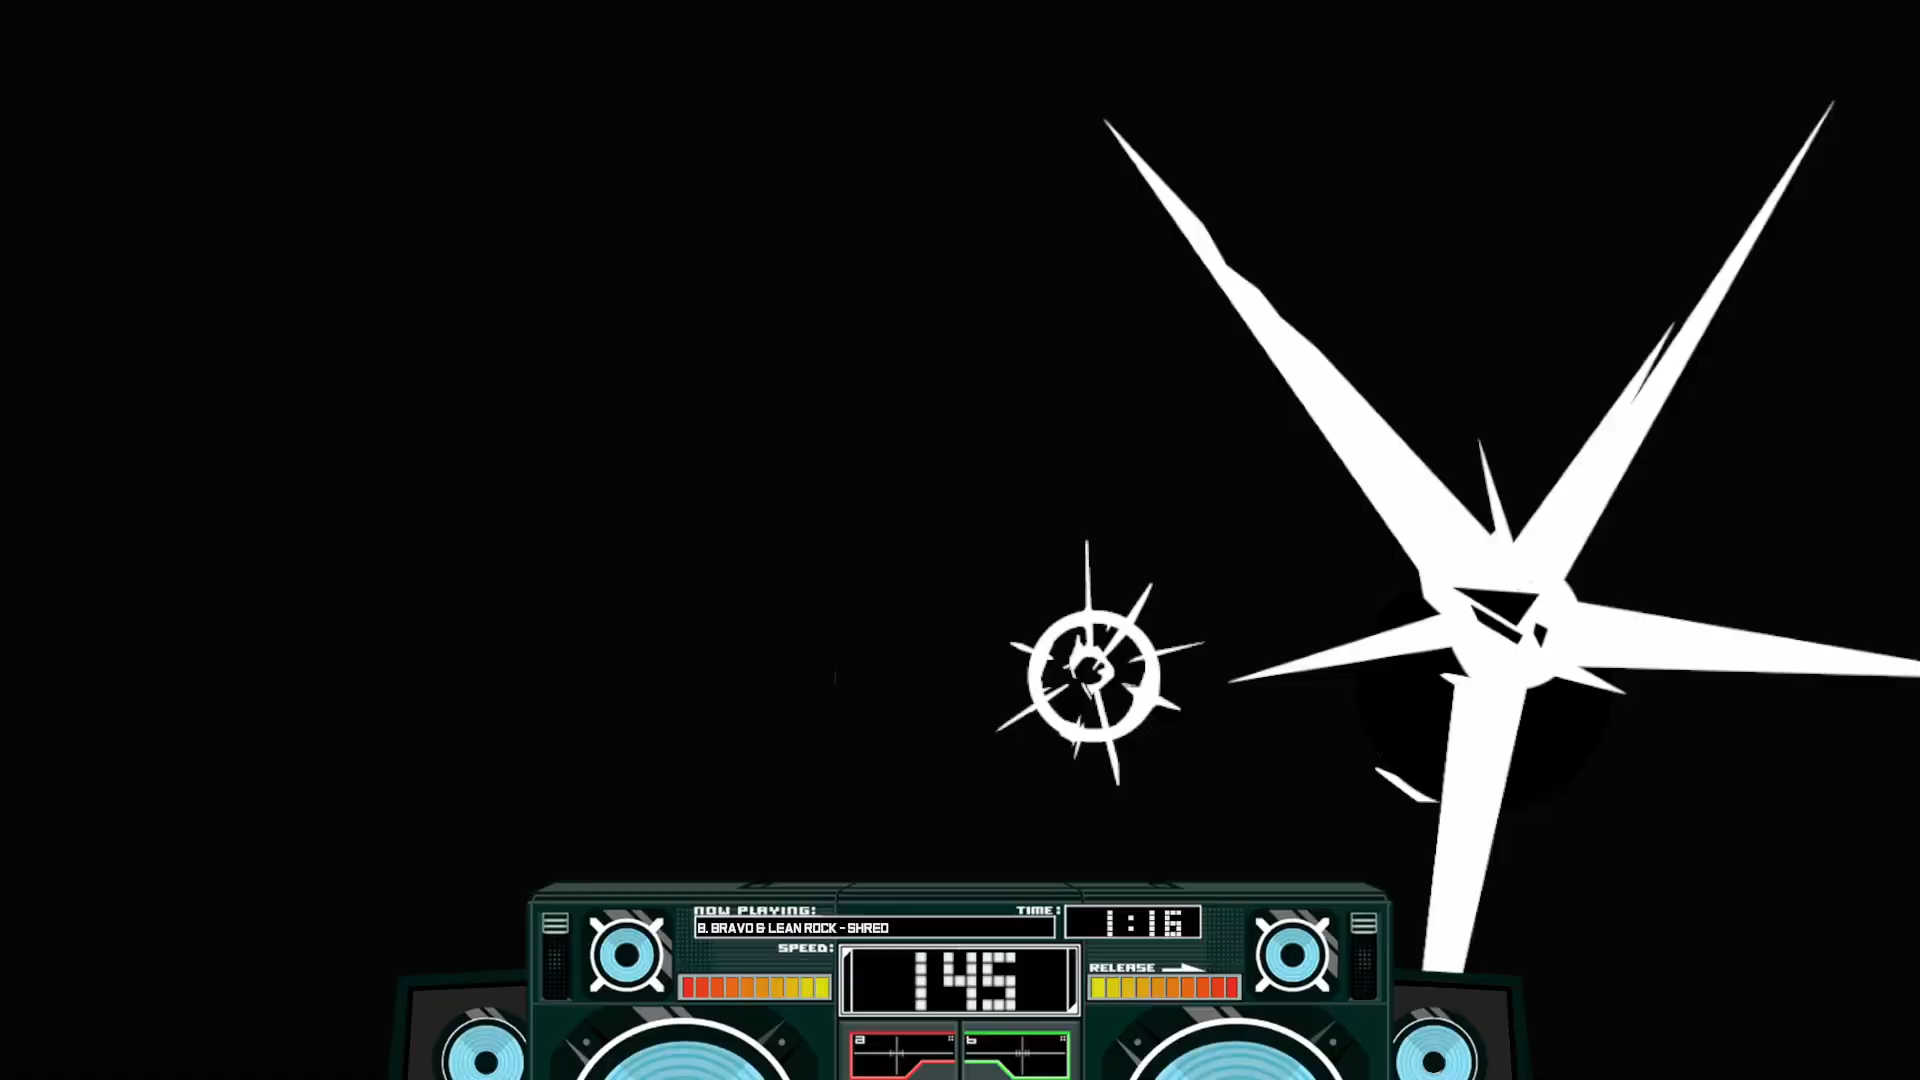 NOW PLAYING:
TIME:
1:16
B. BRAVO & LEAN ROCK - SHRED
SPEED:
145
RELEASE
a
b